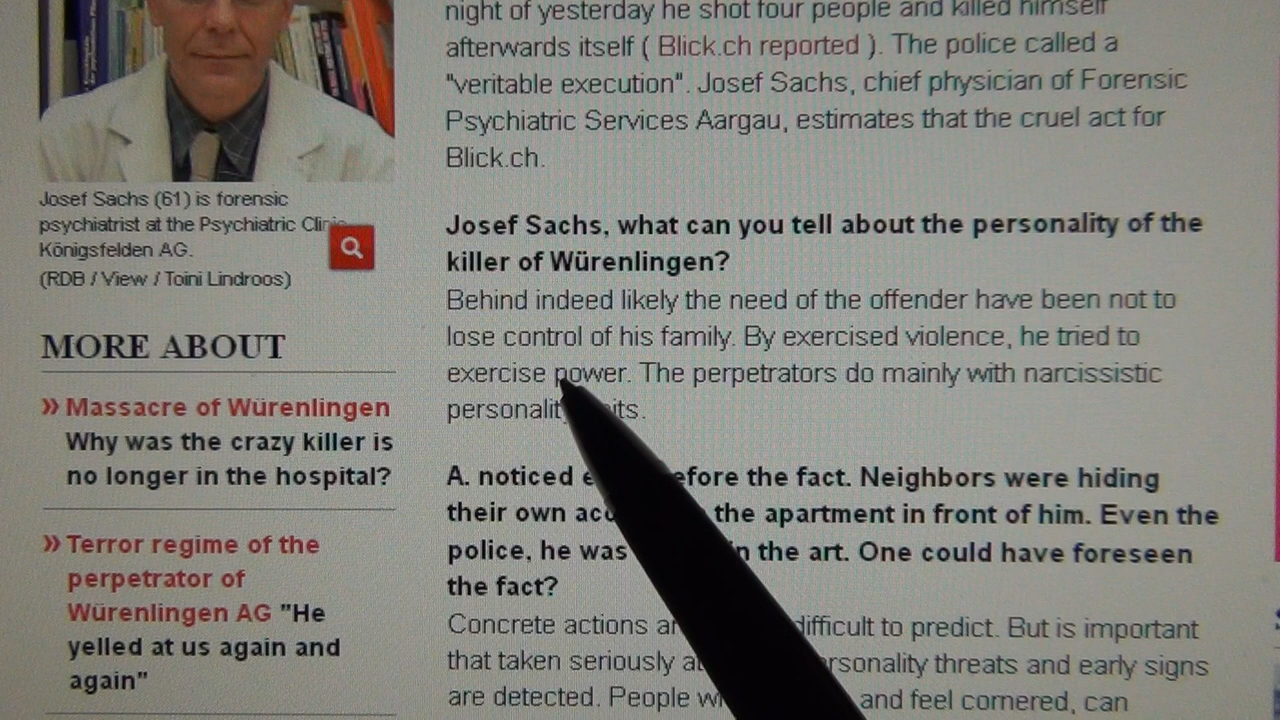 Josef Sachs (61) is forensic
psychiatrist at the Psychiatric
Königsfelden AG.
(RDB / View / Toini Lindroos)
MORE ABOUT
» Massacre of Würenlingen
Why was the crazy killer is
no longer in the hospital?
» Terror regime of the
perpetrator of
Würenlingen AG "He
yelled at us again and
again"
night of yesterday he shot four people and killed himself
afterwards itself ( Blick.ch reported ). The police called a
"veritable execution". Josef Sachs, chief physician of Forensic
Psychiatric Services Aargau, estimates that the cruel act for
Blick.ch.
Josef Sachs, what can you tell about the personality of the
killer of Würenlingen?
Behind indeed likely the need of the offender have been not to
lose control of his family. By exercised violence, he tried to
exercise power. The perpetrators do mainly with narcissistic
A. noticed the fact. Neighbors were hiding
their own the apartment in front of him. Even the
police, he was the art. One could have foreseen
the fact?
Concrete actions difficult to predict. But is important
that taken seriously threats and early signs
are detected. People and feel cornered, can